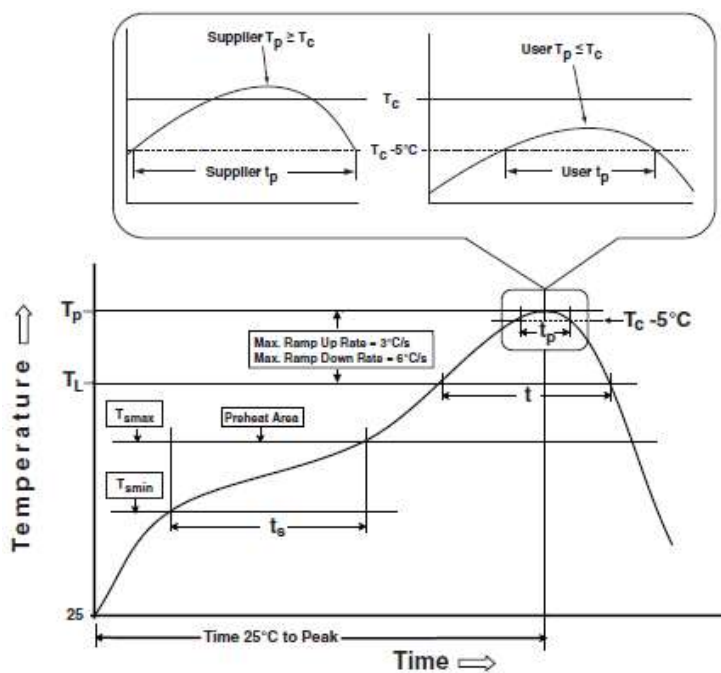 Supplier Tp ≥ Tc
User Tp ≤ Tc
Tc
Tc -5°C
Supplier tp
User tp
Tp
Tc -5°C
tp
Max. Ramp Up Rate = 3°C/s
Max. Ramp Down Rate = 6°C/s
TL
t
Tsmax
Preheat Area
Tsmin
ts
Temperature
25
Time 25°C to Peak
Time